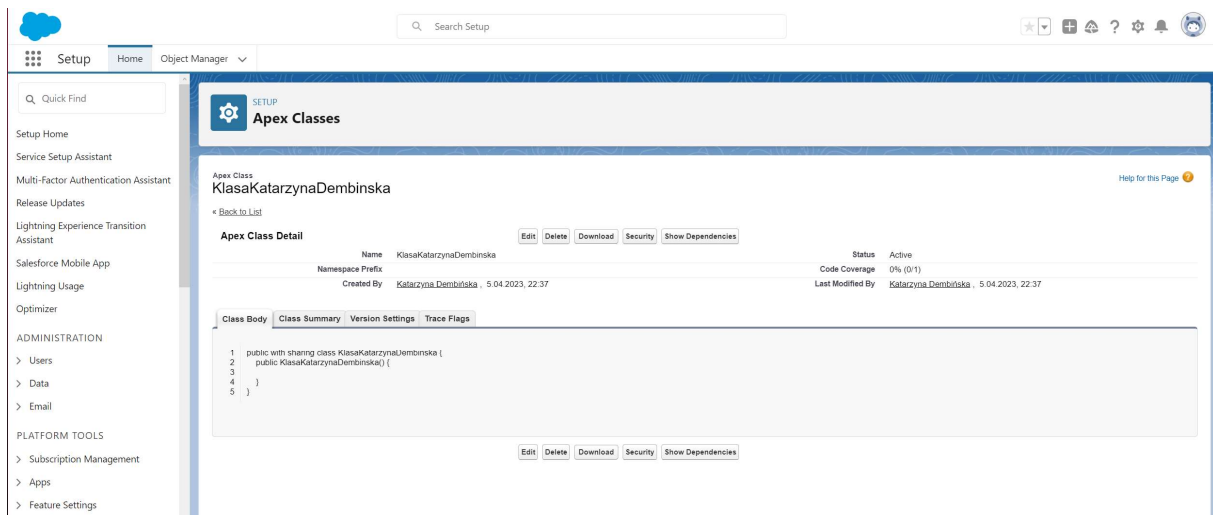 Search Setup
Setup
Home
Object Manager
Quick Find
Setup Home
Service Setup Assistant
Multi-Factor Authentication Assistant
Release Updates
Lightning Experience Transition
Assistant
Salesforce Mobile App
Lightning Usage
Optimizer
ADMINISTRATION
> Users
> Data
> Email
PLATFORM TOOLS
> Subscription Management
> Apps
> Feature Settings
SETUP
Apex Classes
Apex Class
KlasaKatarzynaDembinska
Help for this Page ?
« Back to List
Apex Class Detail
Edit Delete Download Security Show Dependencies
Name KlasaKatarzynaDembinska Status Active
Namespace Prefix Code Coverage 0% (0/1)
Created By Katarzyna Dembińska , 5.04.2023, 22:37 Last Modified By Katarzyna Dembińska , 5.04.2023, 22:37
Class Body Class Summary Version Settings Trace Flags
1 public with sharing class KlasaKatarzynaDembinska {
2 public KlasaKatarzynaDembinska() {
3
4 }
5 }
Edit Delete Download Security Show Dependencies